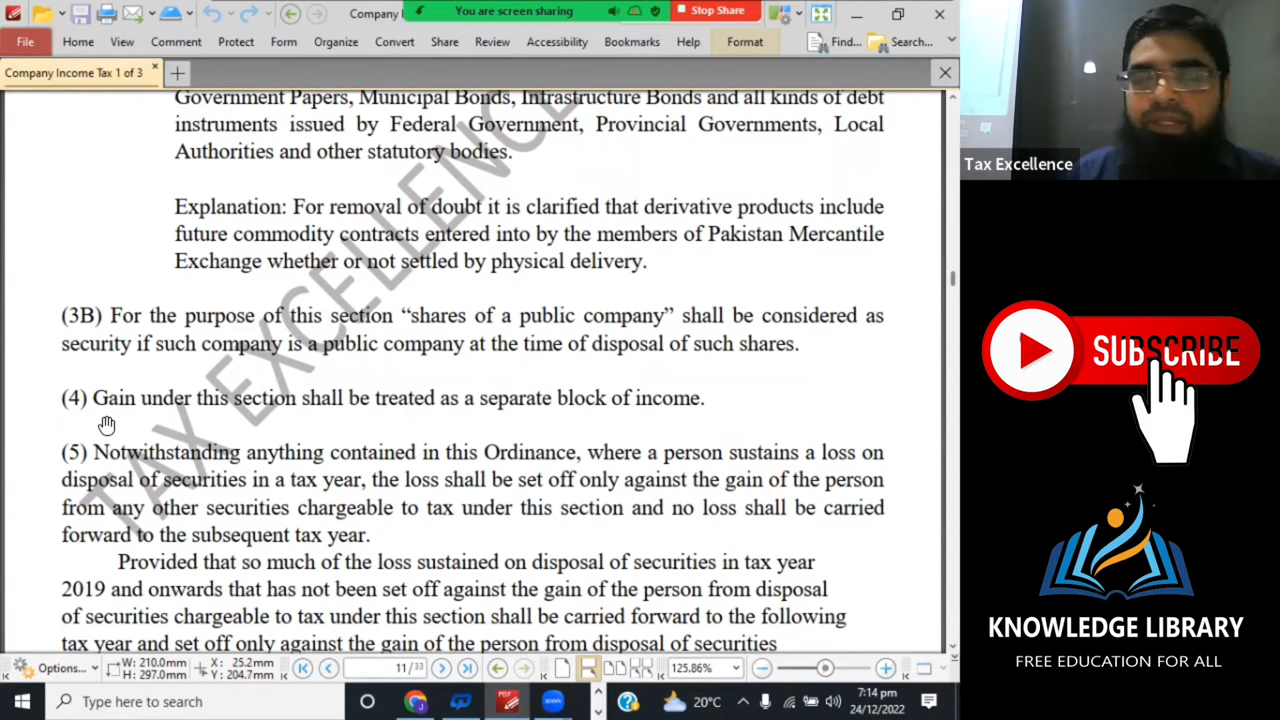 Company I
You are screen sharing
Stop Share
File Home View Comment Protect Form Organize Convert Share Review Accessibility Bookmarks Help Format Find... Search...
Company Income Tax 1 of 3
Government Papers, Municipal Bonds, Infrastructure Bonds and all kinds of debt
instruments issued by Federal Government, Provincial Governments, Local
Authorities and other statutory bodies.
Explanation: For removal of doubt it is clarified that derivative products include
future commodity contracts entered into by the members of Pakistan Mercantile
Exchange whether or not settled by physical delivery.
(3B) For the purpose of this section “shares of a public company” shall be considered as
security if such company is a public company at the time of disposal of such shares.
(4) Gain under this section shall be treated as a separate block of income.
(5) Notwithstanding anything contained in this Ordinance, where a person sustains a loss on
disposal of securities in a tax year, the loss shall be set off only against the gain of the person
from any other securities chargeable to tax under this section and no loss shall be carried
forward to the subsequent tax year.
Provided that so much of the loss sustained on disposal of securities in tax year
2019 and onwards that has not been set off against the gain of the person from disposal
of securities chargeable to tax under this section shall be carried forward to the following
tax year and set off only against the gain of the person from disposal of securities
TAX EXCELLENCE
Options...
W: 210.0mm
H: 297.0mm
X: 25.2mm
Y: 204.7mm
11 / 33
125.86%
Type here to search
20°C
7:14 pm
24/12/2022
Tax Excellence
SUBSCRIBE
KNOWLEDGE LIBRARY
FREE EDUCATION FOR ALL